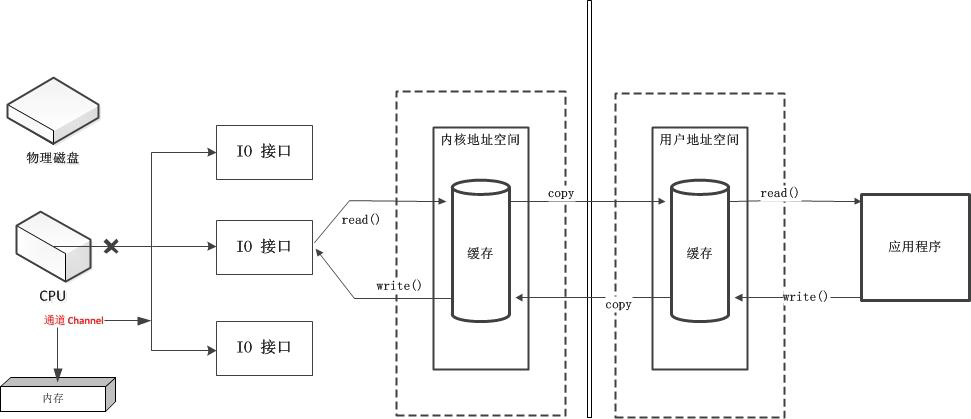 物理磁盘
CPU
通道 Channel
内存
IO 接口
IO 接口
IO 接口
read()
write()
内核地址空间
缓存
copy
copy
用户地址空间
缓存
read()
write()
应用程序